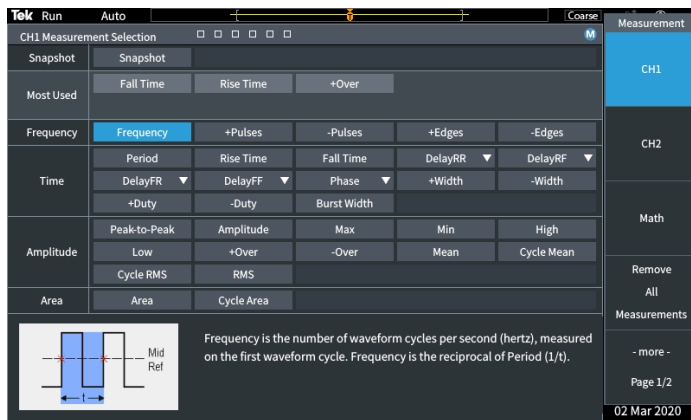 Tek Run Auto Coarse
CH1 Measurement Selection M
Measurement
Snapshot Snapshot
Most Used Fall Time Rise Time +Over
Frequency Frequency +Pulses -Pulses +Edges -Edges
Time Period Rise Time Fall Time DelayRR DelayRF
DelayFR DelayFF Phase +Width -Width
+Duty -Duty Burst Width
Amplitude Peak-to-Peak Amplitude Max Min High
Low +Over -Over Mean Cycle Mean
Cycle RMS RMS
Area Area Cycle Area
Mid
Ref
t
Frequency is the number of waveform cycles per second (hertz), measured
on the first waveform cycle. Frequency is the reciprocal of Period (1/t).
CH1
CH2
Math
Remove
All
Measurements
- more -
Page 1/2
02 Mar 2020